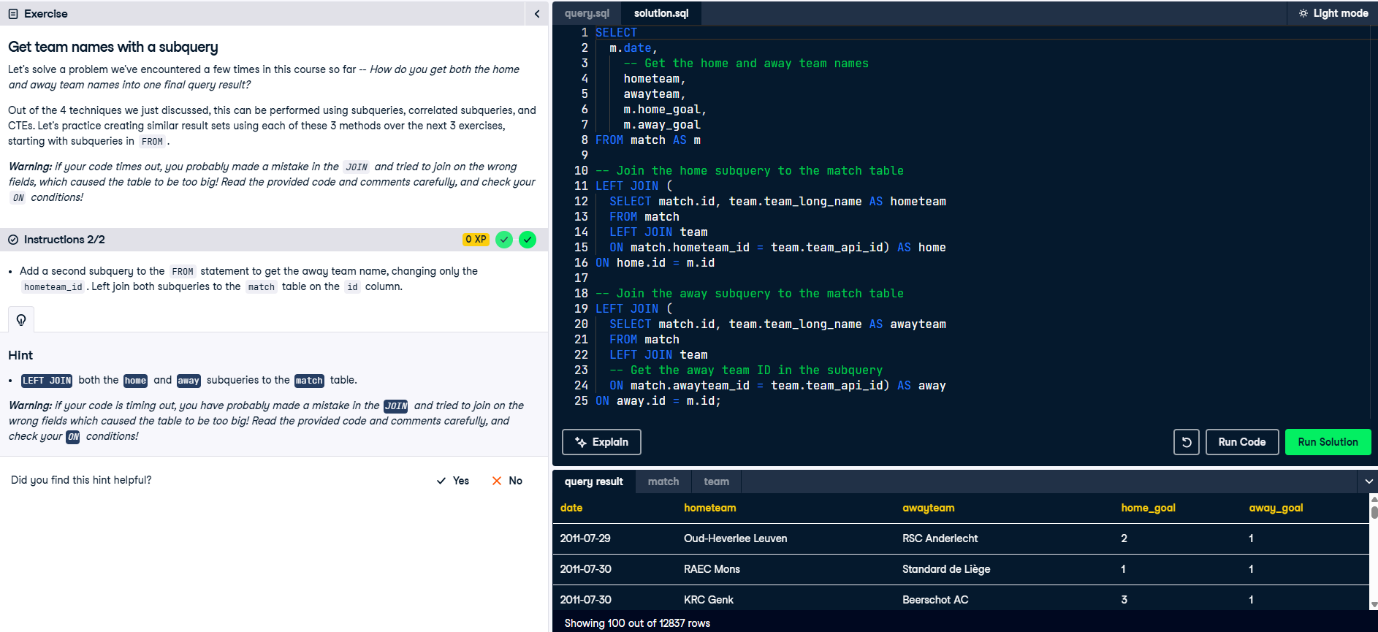 Exercise
Get team names with a subquery
Let's solve a problem we've encountered a few times in this course so far -- How do you get both the home
and away team names into one final query result?
Out of the 4 techniques we just discussed, this can be performed using subqueries, correlated subqueries, and
CTEs. Let's practice creating similar result sets using each of these 3 methods over the next 3 exercises,
starting with subqueries in FROM.
Warning: if your code times out, you probably made a mistake in the JOIN and tried to join on the wrong
fields, which caused the table to be too big! Read the provided code and comments carefully, and check your
ON conditions!
Instructions 2/2
0 XP
• Add a second subquery to the FROM statement to get the away team name, changing only the
hometeam_id. Left join both subqueries to the match table on the id column.
Hint
• LEFT JOIN both the home and away subqueries to the match table.
Warning: if your code is timing out, you have probably made a mistake in the JOIN and tried to join on the
wrong fields which caused the table to be too big! Read the provided code and comments carefully, and
check your ON conditions!
Did you find this hint helpful?
Yes
No
query.sql
solution.sql
Light mode
1 SELECT
2 m.date,
3 -- Get the home and away team names
4 hometeam,
5 awayteam,
6 m.home_goal,
7 m.away_goal
8 FROM match AS m
9
10 -- Join the home subquery to the match table
11 LEFT JOIN (
12 SELECT match.id, team.team_long_name AS hometeam
13 FROM match
14 LEFT JOIN team
15 ON match.hometeam_id = team.team_api_id) AS home
16 ON home.id = m.id
17
18 -- Join the away subquery to the match table
19 LEFT JOIN (
20 SELECT match.id, team.team_long_name AS awayteam
21 FROM match
22 LEFT JOIN team
23 -- Get the away team ID in the subquery
24 ON match.awayteam_id = team.team_api_id) AS away
25 ON away.id = m.id;
Explain
Run Code
Run Solution
query result
match
team
date hometeam awayteam home_goal away_goal
2011-07-29 Oud-Heverlee Leuven RSC Anderlecht 2 1
2011-07-30 RAEC Mons Standard de Liège 1 1
2011-07-30 KRC Genk Beerschot AC 3 1
Showing 100 out of 12837 rows